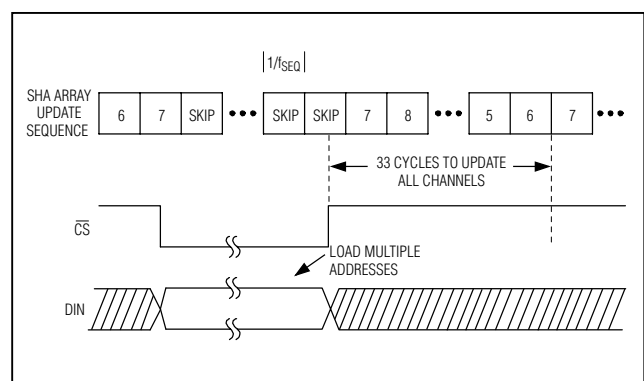 1/fSEQ
SHA ARRAY
UPDATE
SEQUENCE
6 7 SKIP ••• SKIP SKIP 7 8 ••• 5 6 7 •••
33 CYCLES TO UPDATE
ALL CHANNELS
CS
LOAD MULTIPLE
ADDRESSES
DIN